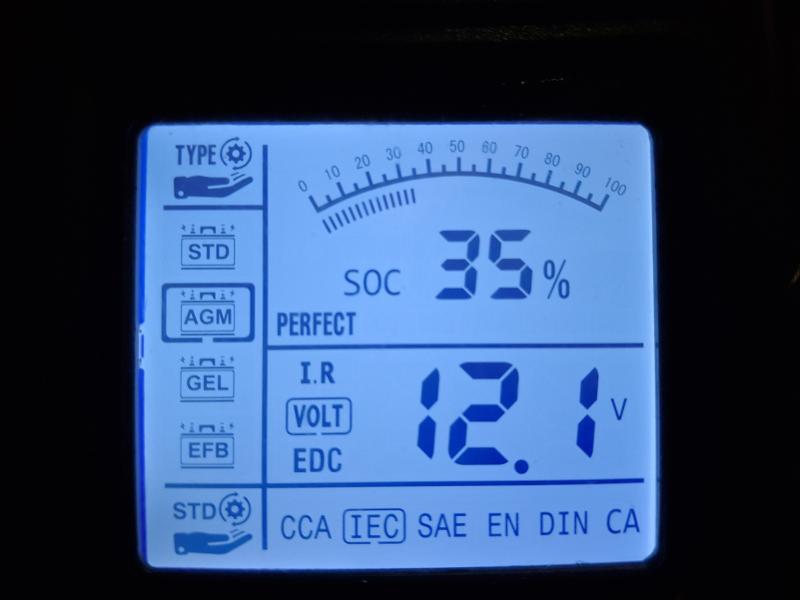 TYPE
0 10 20 30 40 50 60 70 80 90 100
STD
SOC 35%
AGM
PERFECT
GEL
I.R
VOLT
12.1 V
EFB
EDC
STD
CCA IEC SAE EN DIN CA